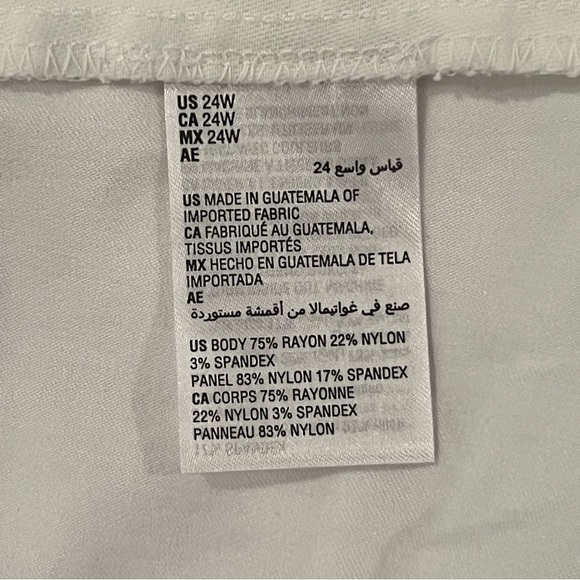 US 24W
CA 24W
MX 24W
AE
قياس واسع 24
US MADE IN GUATEMALA OF
IMPORTED FABRIC
CA FABRIQUÉ AU GUATEMALA,
TISSUS IMPORTÉS
MX HECHO EN GUATEMALA DE TELA
IMPORTADA
AE
صنع في غواتيمالا من أقمشة مستوردة
US BODY 75% RAYON 22% NYLON
3% SPANDEX
PANEL 83% NYLON 17% SPANDEX
CA CORPS 75% RAYONNE
22% NYLON 3% SPANDEX
PANNEAU 83% NYLON